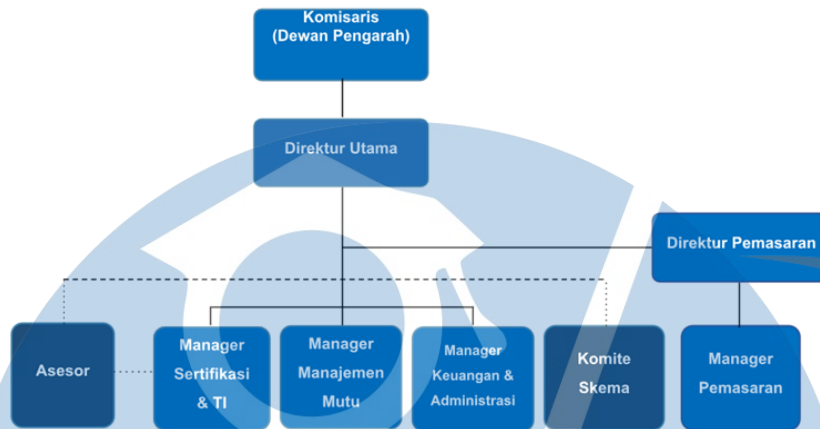 Komisaris
(Dewan Pengarah)
Direktur Utama
Direktur Pemasaran
Asesor
Manager
Sertifikasi
& TI
Manager
Manajemen
Mutu
Manager
Keuangan &
Administrasi
Komite
Skema
Manager
Pemasaran